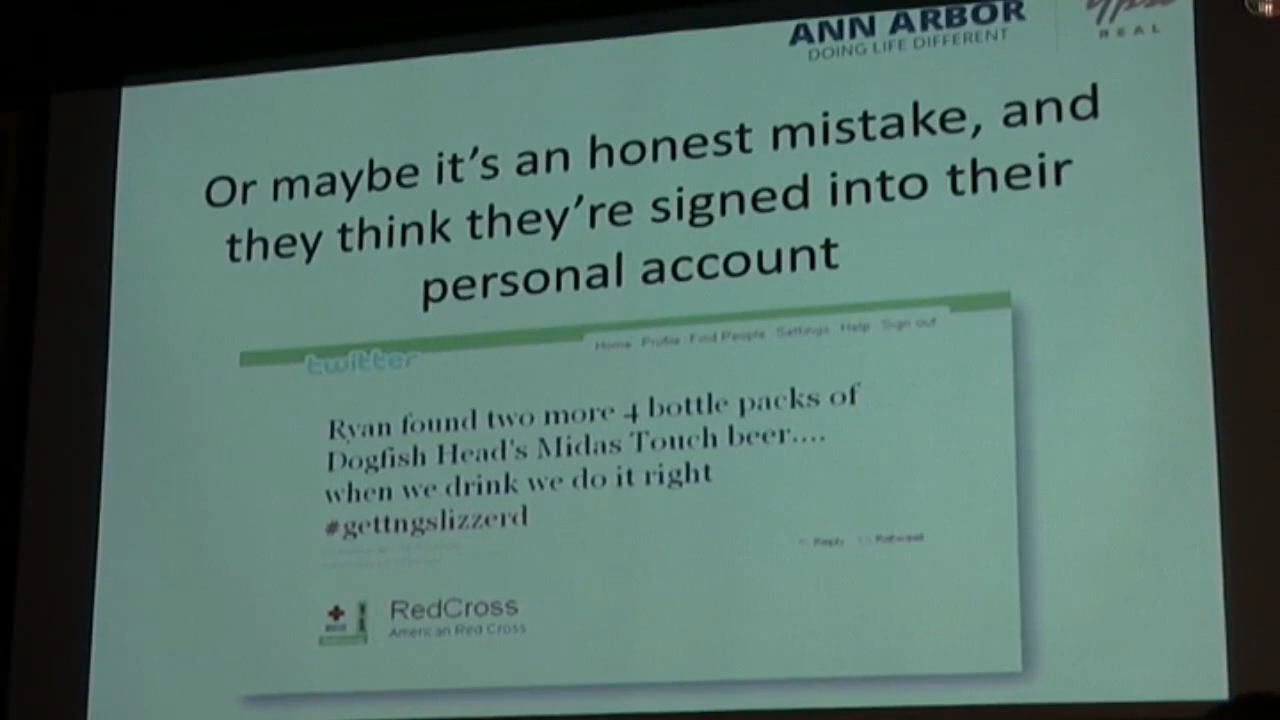 ANN ARBOR
DOING LIFE DIFFERENT
REAL
Or maybe it's an honest mistake, and
they think they're signed into their
personal account
twitter
Home Profile Find People Settings Help Sign out
Ryan found two more 4 bottle packs of
Dogfish Head's Midas Touch beer....
when we drink we do it right
#gettngslizzerd
Reply Retweet
RedCross
American Red Cross